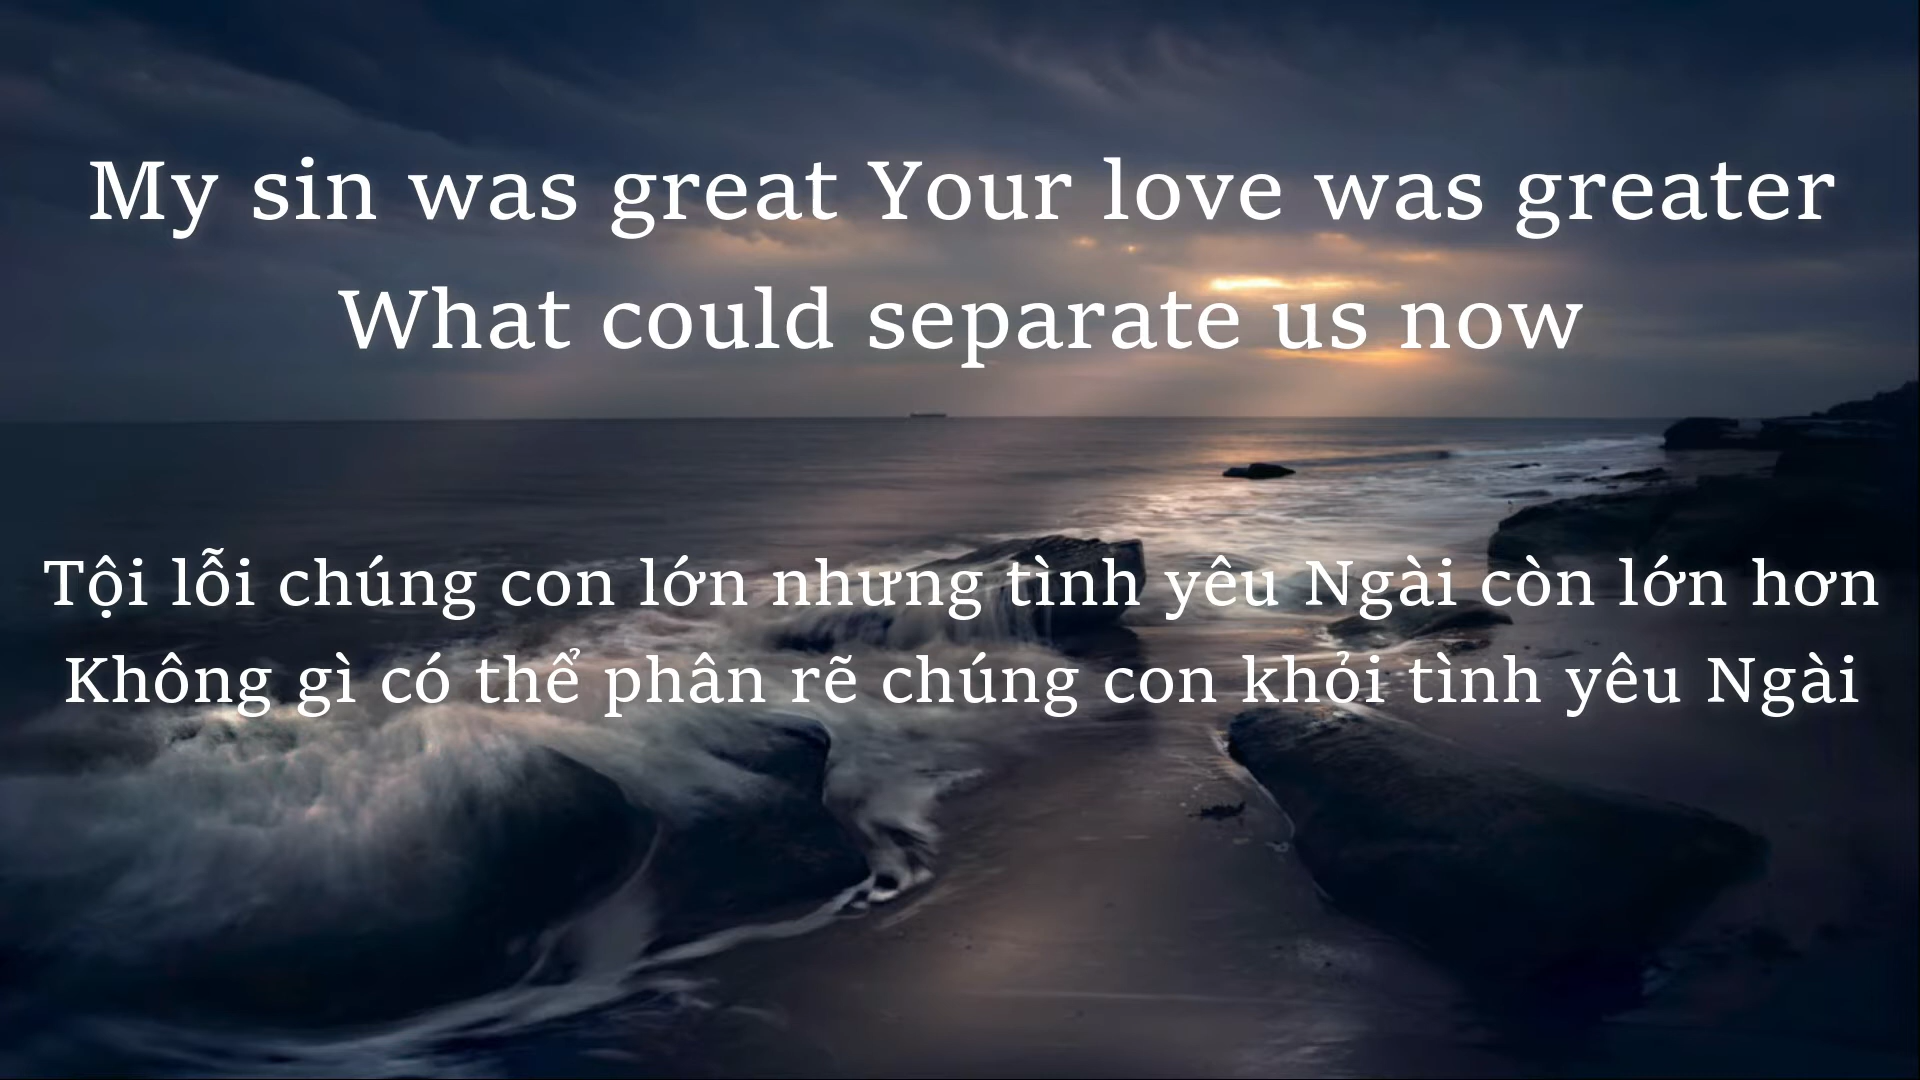 My sin was great Your love was greater
What could separate us now
Tội lỗi chúng con lớn nhưng tình yêu Ngài còn lớn hơn
Không gì có thể phân rẽ chúng con khỏi tình yêu Ngài